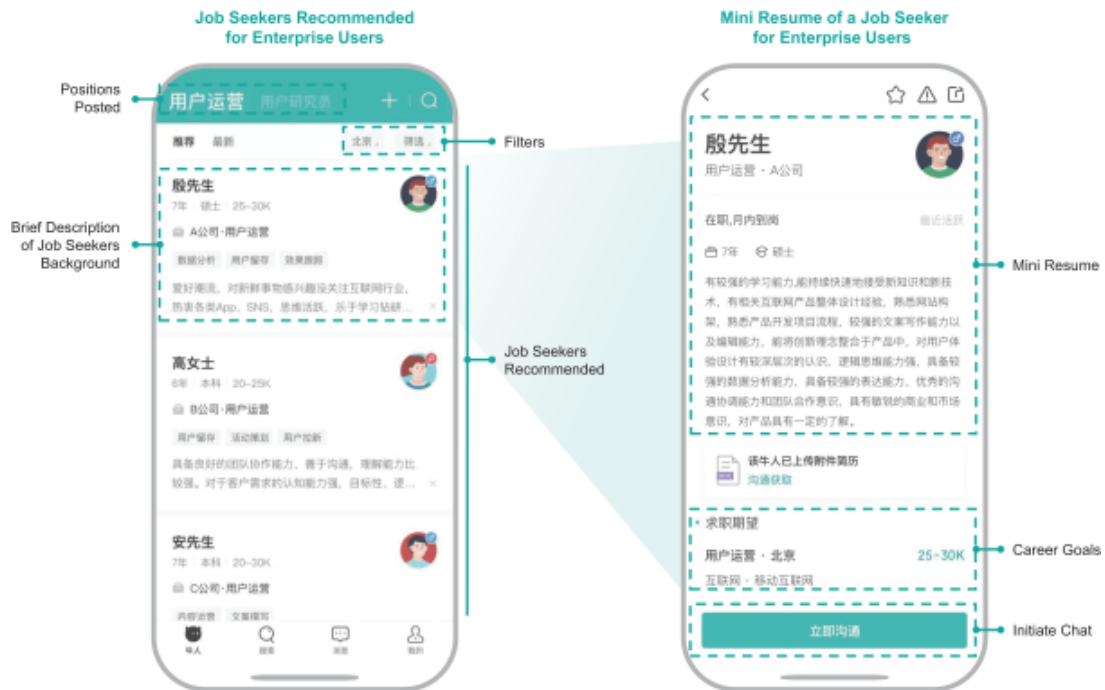 Job Seekers Recommended
for Enterprise Users
Mini Resume of a Job Seeker
for Enterprise Users
Positions
Posted
用户运营 用户研究员
推荐 最新 北京 筛选
Filters
殷先生
7年 硕士 25-30K
A公司·用户运营
数据分析 用户留存 效果跟踪
爱好潮流，对新鲜事物感兴趣没关注互联网行业，
热衷各类App、SNS，思维活跃，乐于学习钻研...
Brief Description
of Job Seekers
Background
高女士
6年 本科 20-25K
B公司·用户运营
用户留存 活动策划 用户拉新
具备良好的团队协作能力，善于沟通，理解能力比
较强。对于客户需求的认知能力强，目标性、逻...
Job Seekers
Recommended
安先生
7年 本科 20-30K
C公司·用户运营
内容运营 文案撰写
牛人 搜索 消息 我的
殷先生
用户运营 · A公司
在职,月内到岗 最近活跃
7年 硕士
有较强的学习能力,能持续快速地接受新知识和新技
术，有相关互联网产品整体设计经验，熟悉网站构
架，熟悉产品开发项目流程，较强的文案写作能力以
及编辑能力，能将创新理念整合于产品中，对用户体
验设计有较深层次的认识，逻辑思维能力强，具备较
强的数据分析能力，具备较强的表达能力，优秀的沟
通协调能力和团队合作意识，具有敏锐的商业和市场
意识，对产品具有一定的了解。
Mini Resume
该牛人已上传附件简历
沟通获取
求职期望
用户运营 · 北京 25-30K
互联网 · 移动互联网
Career Goals
立即沟通
Initiate Chat